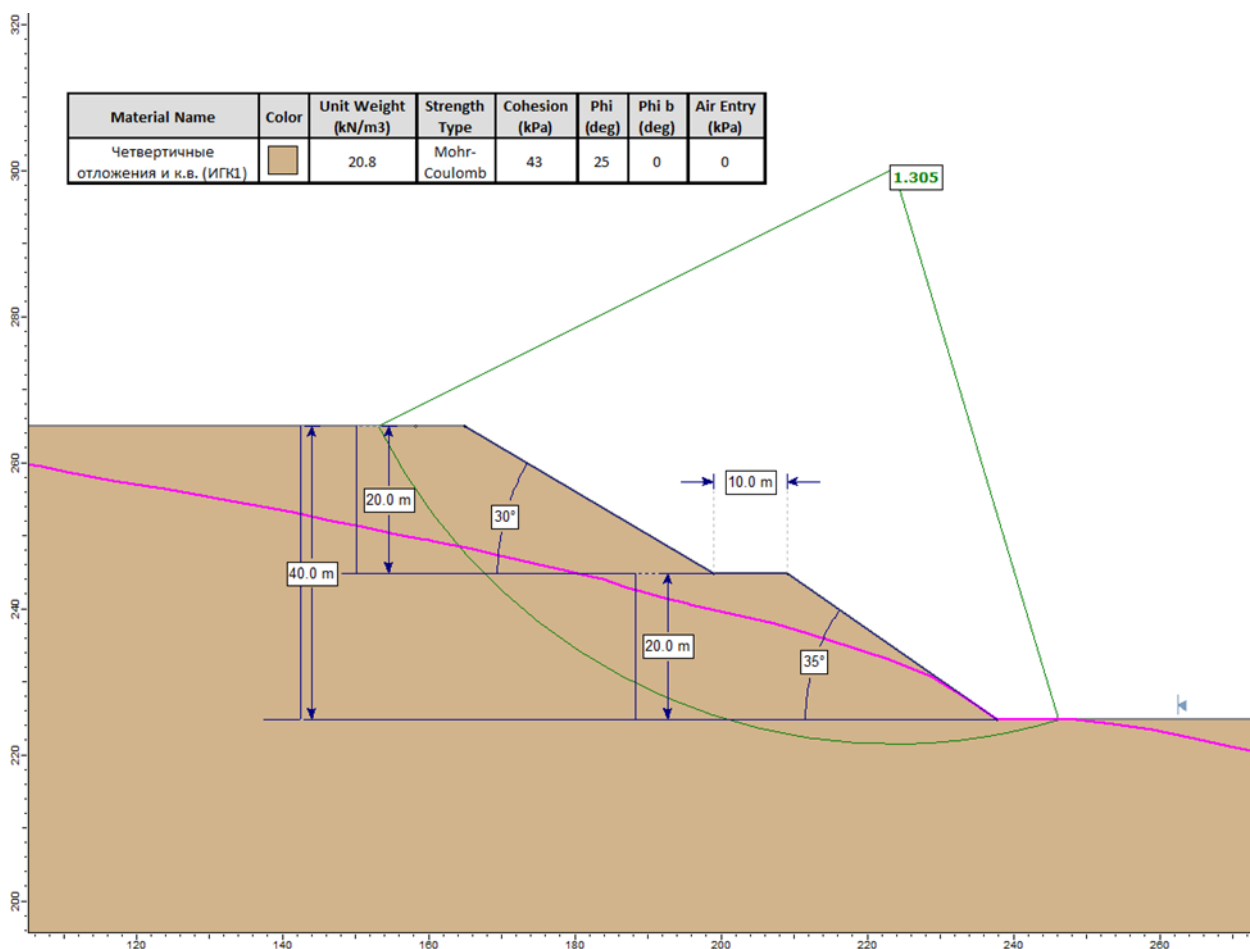 320
300
280
260
240
220
200
Material Name
Color
Unit Weight
(kN/m3)
Strength
Type
Cohesion
(kPa)
Phi
(deg)
Phi b
(deg)
Air Entry
(kPa)
Четвертичные
отложения и к.в. (ИГК1)
20.8
Mohr-
Coulomb
43
25
0
0
1.305
20.0 m
10.0 m
30°
40.0 m
20.0 m
35°
120
140
160
180
200
220
240
260